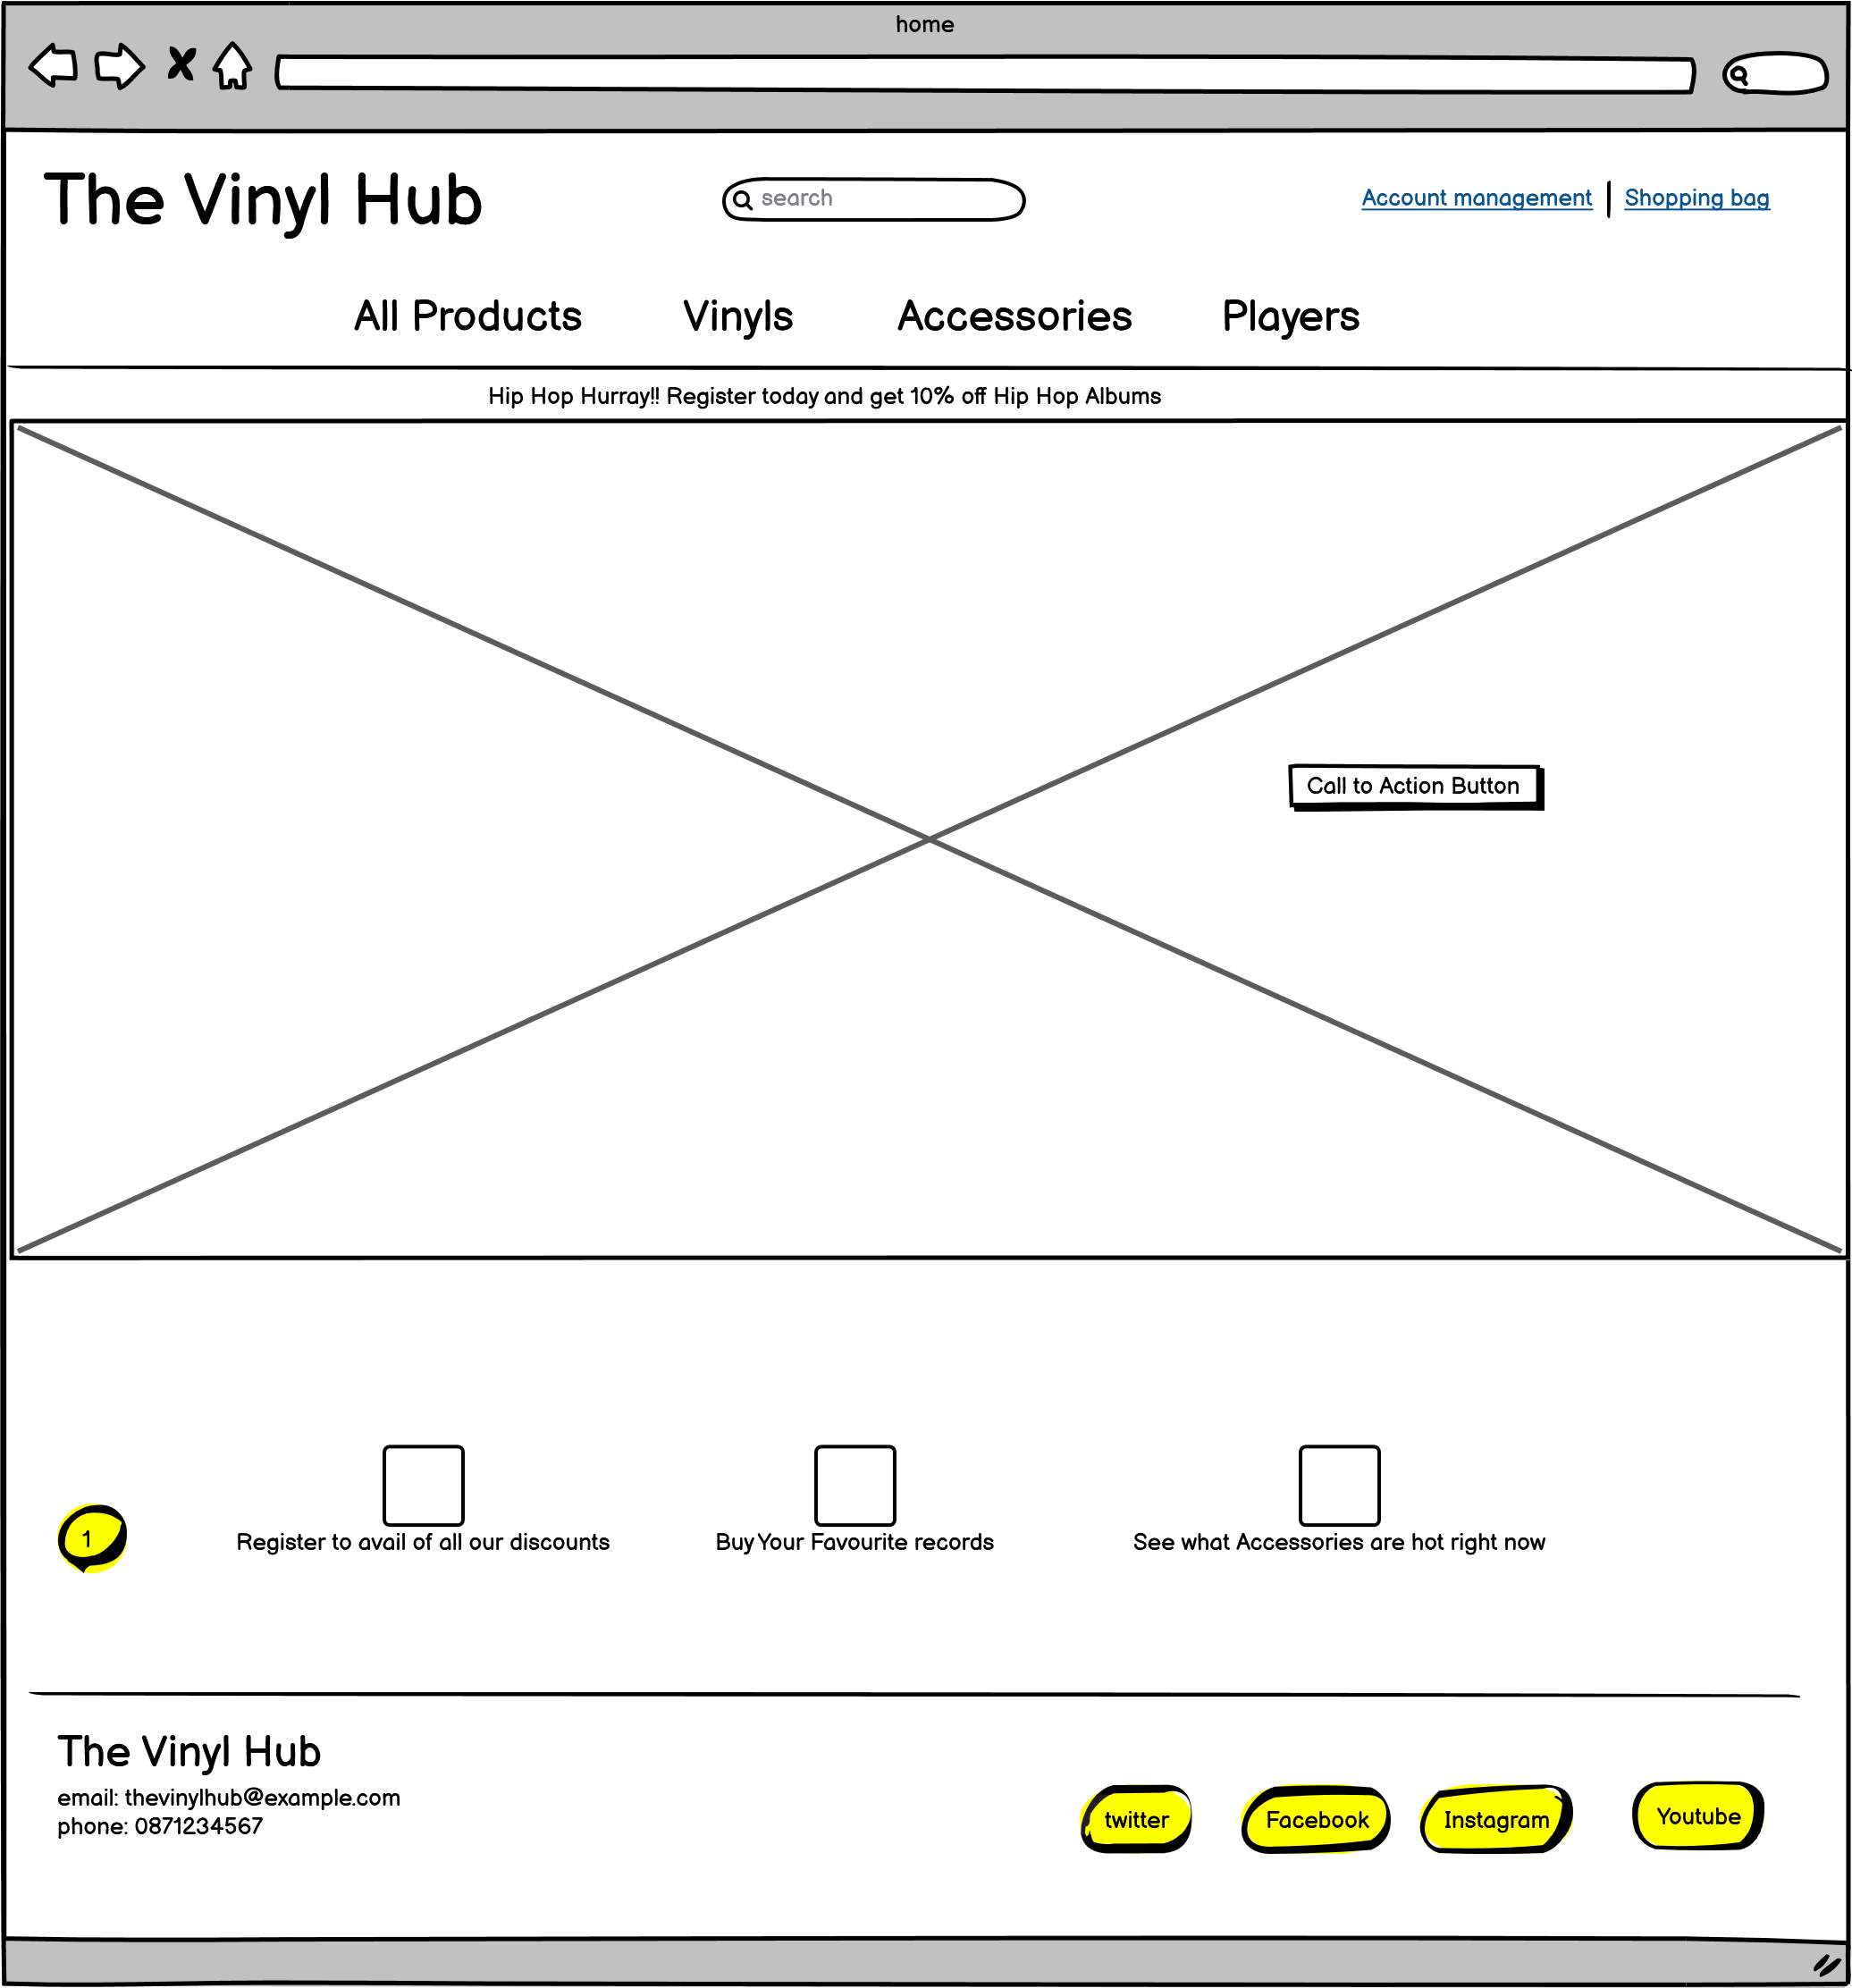 home
The Vinyl Hub
search
Account management | Shopping bag
All Products Vinyls Accessories Players
Hip Hop Hurray!! Register today and get 10% off Hip Hop Albums
Call to Action Button
1
Register to avail of all our discounts
Buy Your Favourite records
See what Accessories are hot right now
The Vinyl Hub
email: thevinylhub@example.com
phone: 0871234567
twitter Facebook Instagram Youtube